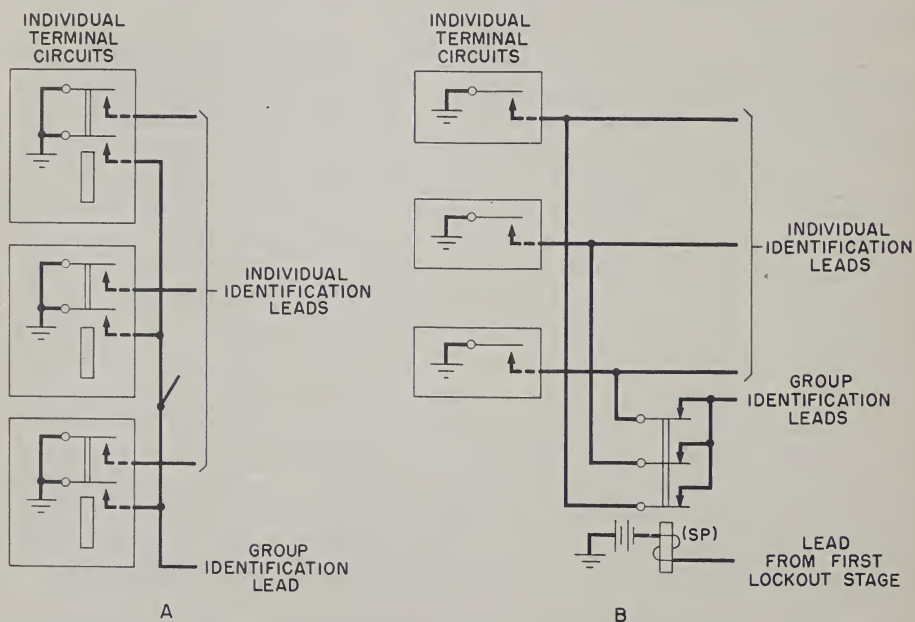 INDIVIDUAL
TERMINAL
CIRCUITS
INDIVIDUAL
IDENTIFICATION
LEADS
GROUP
IDENTIFICATION
LEAD
A
INDIVIDUAL
TERMINAL
CIRCUITS
INDIVIDUAL
IDENTIFICATION
LEADS
GROUP
IDENTIFICATION
LEADS
(SP)
LEAD
FROM FIRST
LOCKOUT STAGE
B